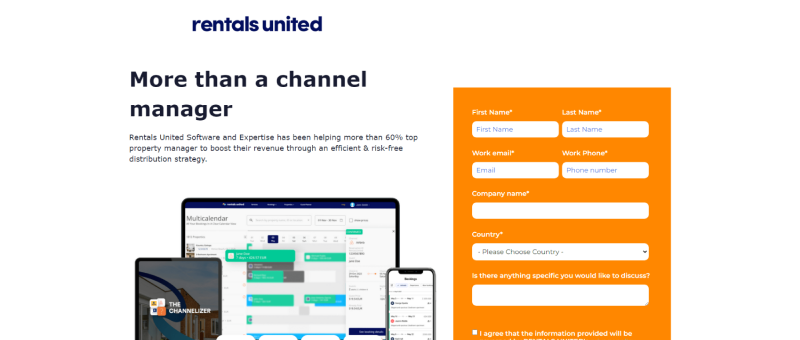 rentals united
More than a channel
manager
Rentals United Software and Expertise has been helping more than 60% top
property manager to boost their revenue through an efficient & risk-free
distribution strategy.
First Name*
Last Name*
First Name
Last Name
Work email*
Work Phone*
Email
Phone number
Company name*
Country*
- Please Choose Country -
Is there anything specific you would like to discuss?
I agree that the information provided will be
Multicalendar
THE
CHANNELIZER